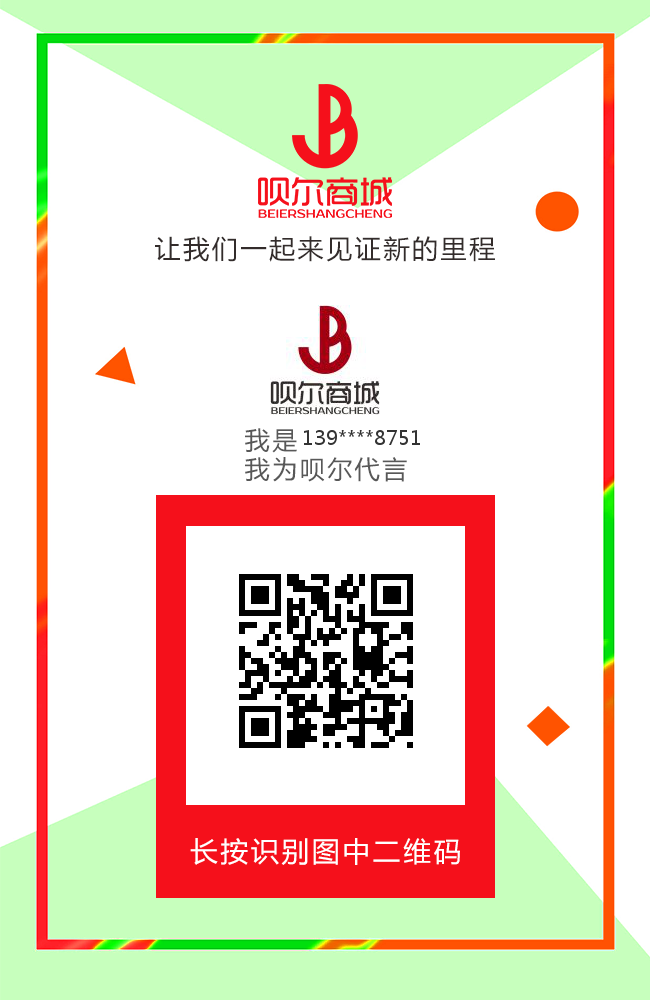 呗尔商城
BEIERSHANGCHENG
让我们一起来见证新的里程
呗尔商城
BEIERSHANGCHENG
我是 139****8751
我为呗尔代言
长按识别图中二维码